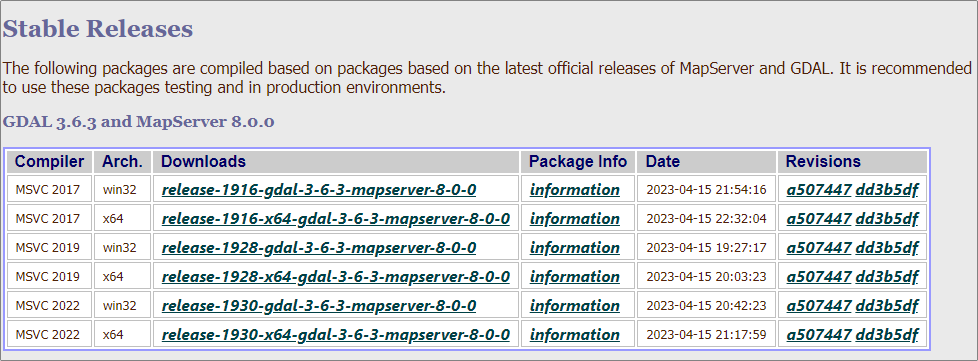 Stable Releases
The following packages are compiled based on packages based on the latest official releases of MapServer and GDAL. It is recommended
to use these packages testing and in production environments.
GDAL 3.6.3 and MapServer 8.0.0
Compiler Arch. Downloads Package Info Date Revisions
MSVC 2017 win32 release-1916-gdal-3-6-3-mapserver-8-0-0 information 2023-04-15 21:54:16 a507447 dd3b5df
MSVC 2017 x64 release-1916-x64-gdal-3-6-3-mapserver-8-0-0 information 2023-04-15 22:32:04 a507447 dd3b5df
MSVC 2019 win32 release-1928-gdal-3-6-3-mapserver-8-0-0 information 2023-04-15 19:27:17 a507447 dd3b5df
MSVC 2019 x64 release-1928-x64-gdal-3-6-3-mapserver-8-0-0 information 2023-04-15 20:03:23 a507447 dd3b5df
MSVC 2022 win32 release-1930-gdal-3-6-3-mapserver-8-0-0 information 2023-04-15 20:42:23 a507447 dd3b5df
MSVC 2022 x64 release-1930-x64-gdal-3-6-3-mapserver-8-0-0 information 2023-04-15 21:17:59 a507447 dd3b5df